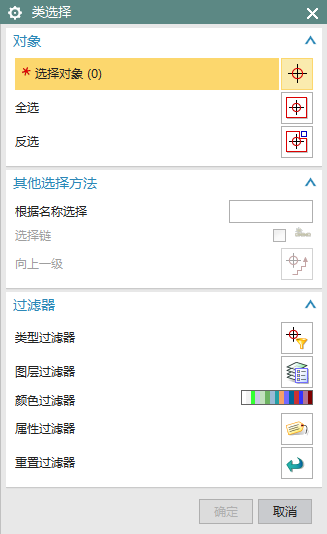 类选择
对象
* 选择对象 (0)
全选
反选
其他选择方法
根据名称选择
选择链
向上一级
过滤器
类型过滤器
图层过滤器
颜色过滤器
属性过滤器
重置过滤器
确定 取消